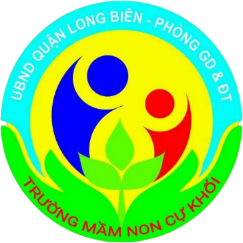 UBND QUẬN LONG BIÊN - PHÒNG GD & ĐT
TRƯỜNG MẦM NON CỰ KHỐI